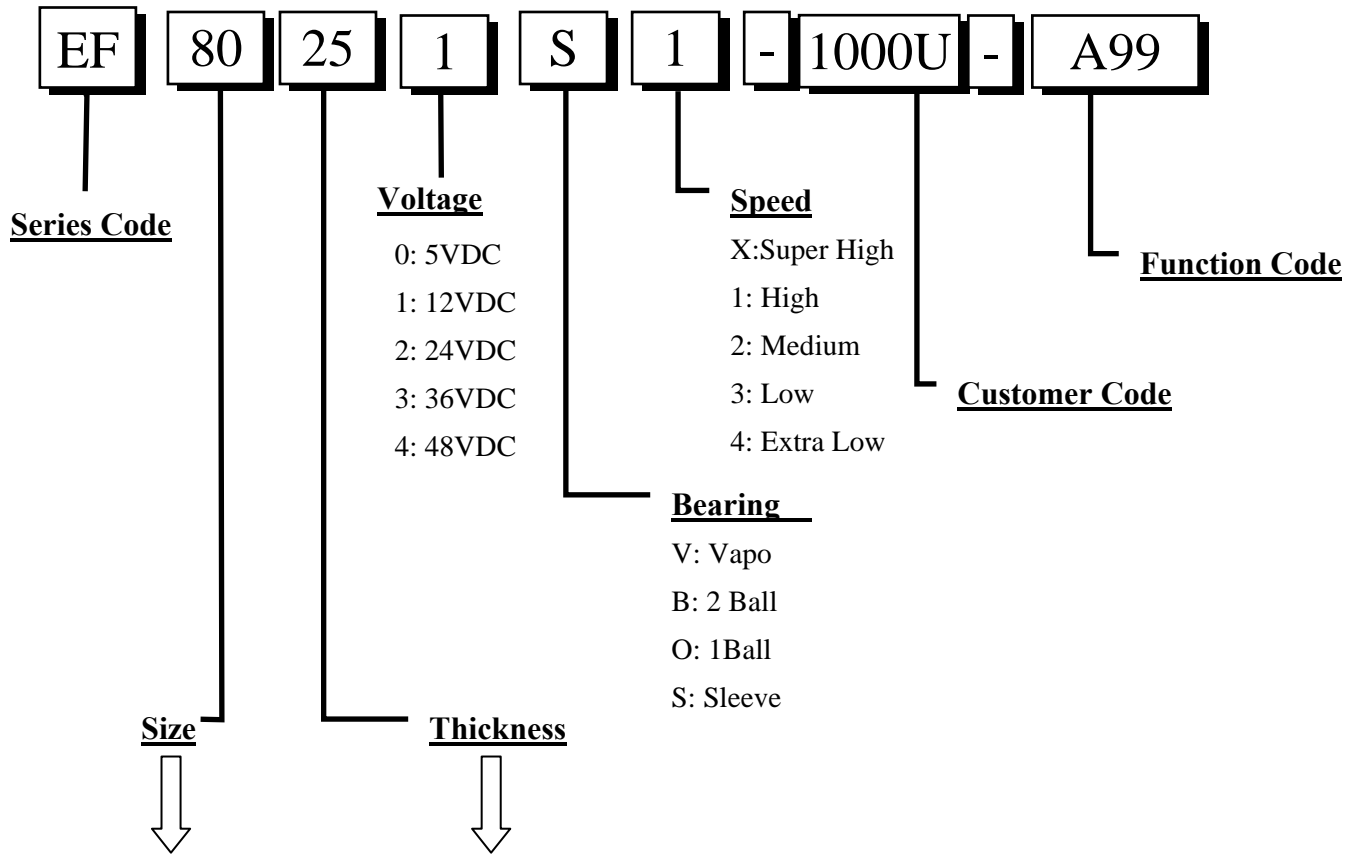 EF 80 25 1 S 1 - 1000U - A99
Series Code
Voltage
0: 5VDC
1: 12VDC
2: 24VDC
3: 36VDC
4: 48VDC
Speed
X:Super High
1: High
2: Medium
3: Low
4: Extra Low
Function Code
Customer Code
Bearing
V: Vapo
B: 2 Ball
O: 1Ball
S: Sleeve
Size
Thickness